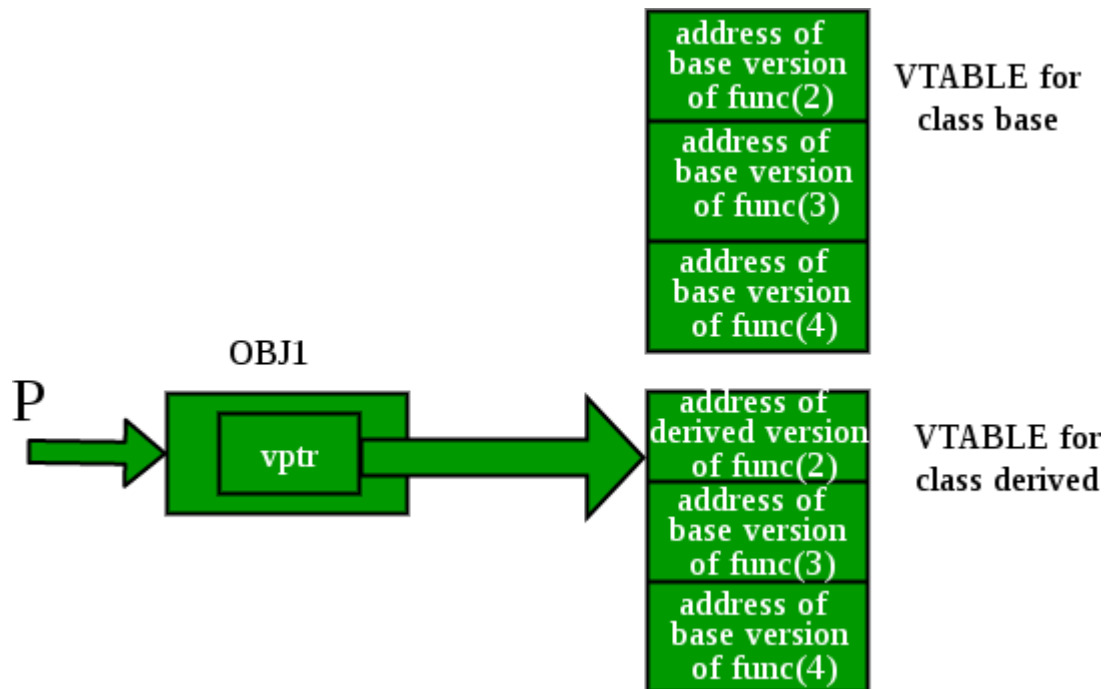 address of
base version
of func(2)
VTABLE for
class base
address of
base version
of func(3)
address of
base version
of func(4)
OBJ1
P
vptr
address of
derived version
of func(2)
VTABLE for
class derived
address of
base version
of func(3)
address of
base version
of func(4)